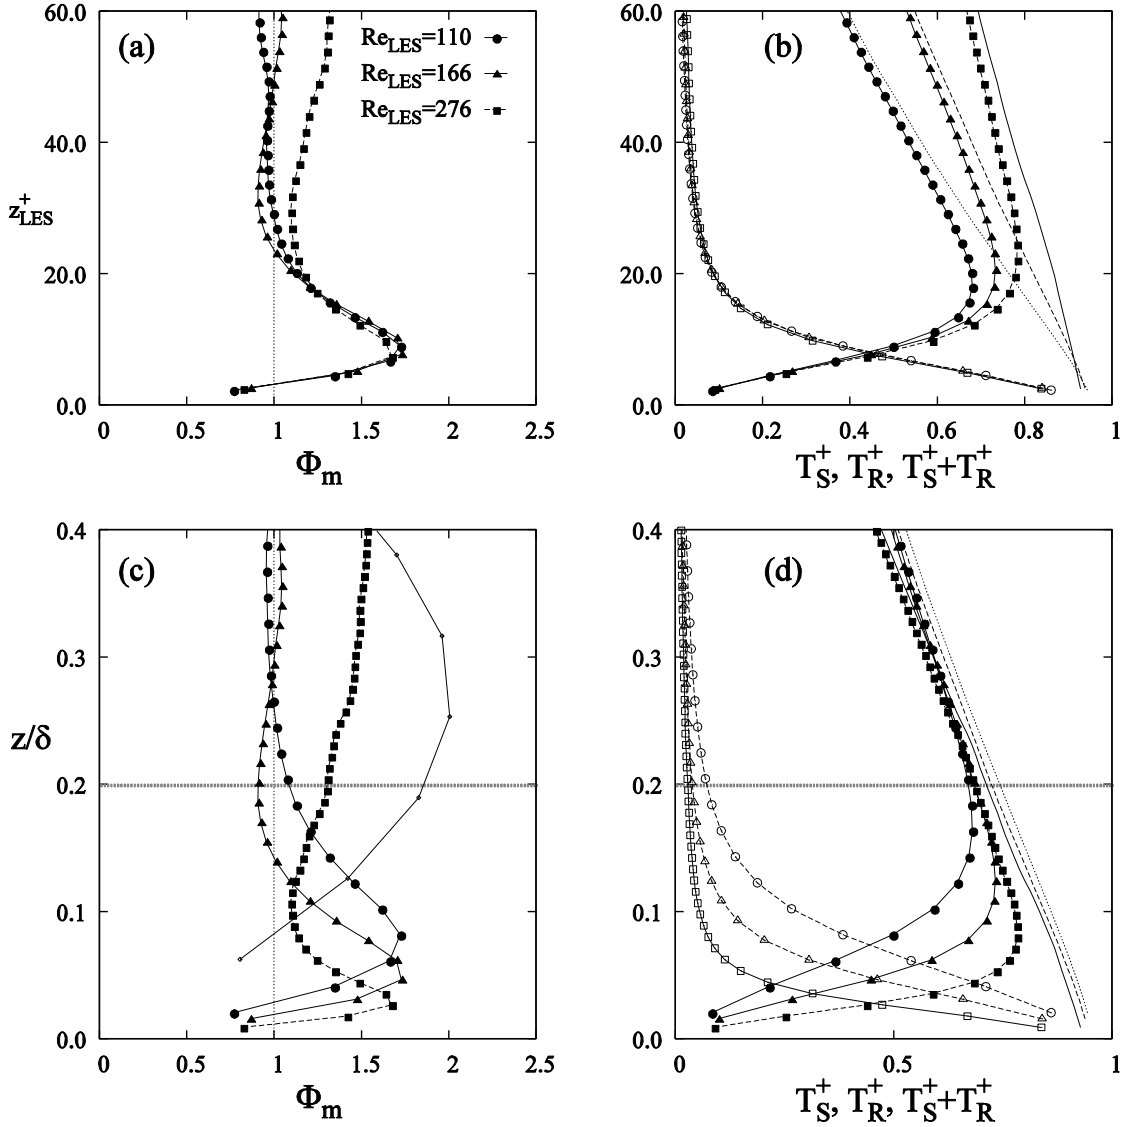 (a)
Re_LES=110
Re_LES=166
Re_LES=276
60.0
40.0
20.0
0.0
z⁺_LES
0 0.5 1 1.5 2 2.5
Φ_m
(b)
60.0
40.0
20.0
0.0
0 0.2 0.4 0.6 0.8 1
T⁺_S, T⁺_R, T⁺_S+T⁺_R
(c)
0.4
0.3
0.2
0.1
0.0
z/δ
0 0.5 1 1.5 2 2.5
Φ_m
(d)
0.4
0.3
0.2
0.1
0.0
0 0.5 1
T⁺_S, T⁺_R, T⁺_S+T⁺_R